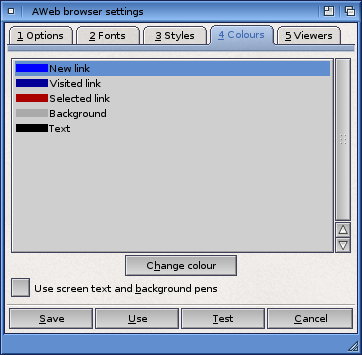 AWeb browser settings
1 Options 2 Fonts 3 Styles 4 Colours 5 Viewers
New link
Visited link
Selected link
Background
Text
Change colour
Use screen text and background pens
Save Use Test Cancel